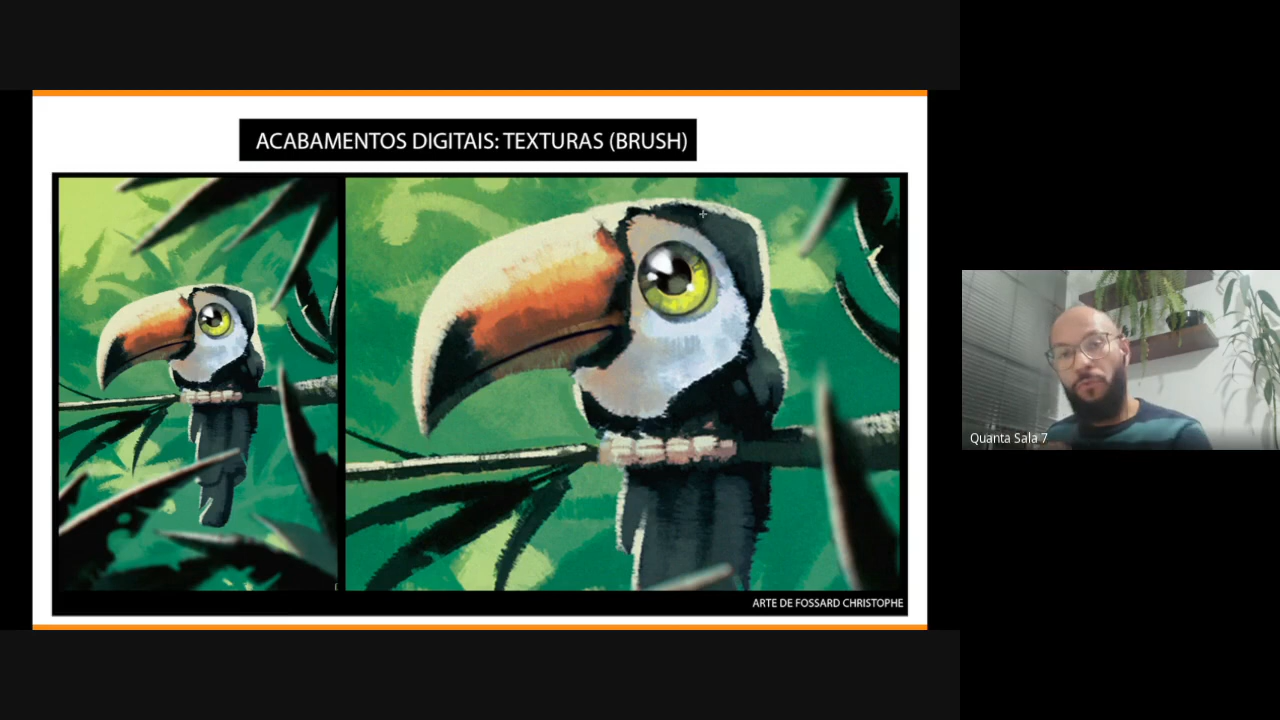 ACABAMENTOS DIGITAIS: TEXTURAS (BRUSH)
ARTE DE FOSSARD CHRISTOPHE
Quanta Sala 7